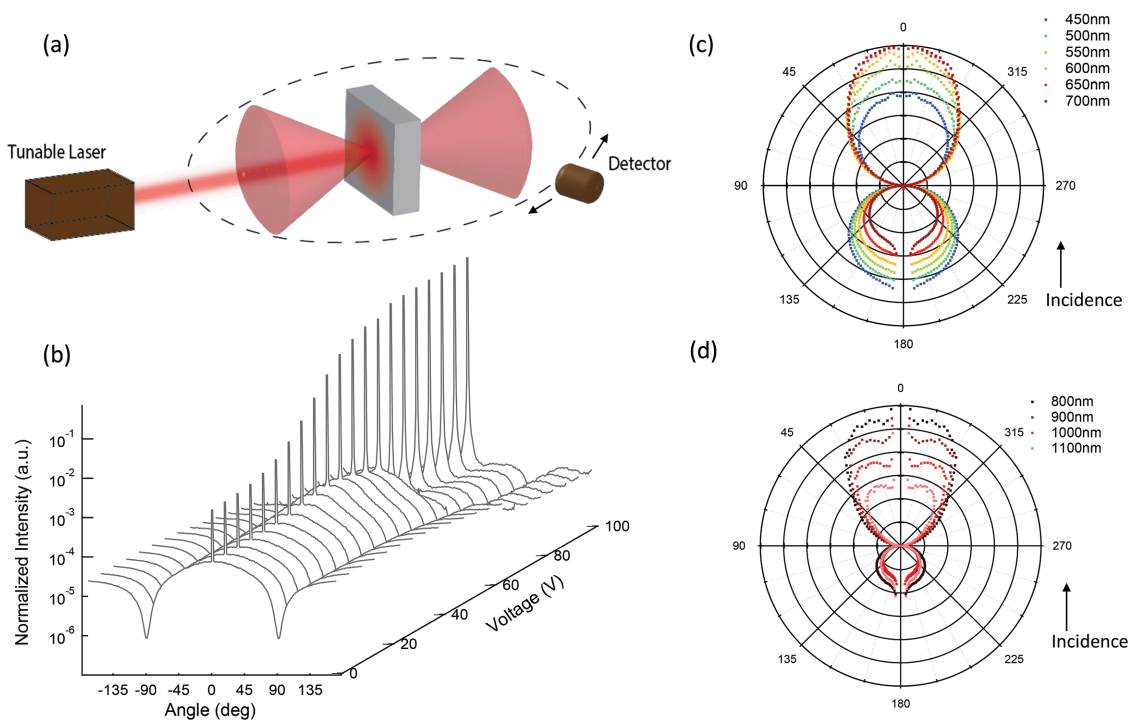 (a)
Tunable Laser
Detector
(b)
Normalized Intensity (a.u.)
10-1
10-2
10-3
10-4
10-5
10-6
-135 -90 -45 0 45 90 135
Angle (deg)
0
20
40
60
80
100
Voltage (V)
(c)
450nm
500nm
550nm
600nm
650nm
700nm
0
45
315
90
270
135
225
180
Incidence
(d)
800nm
900nm
1000nm
1100nm
0
45
315
90
270
135
225
180
Incidence